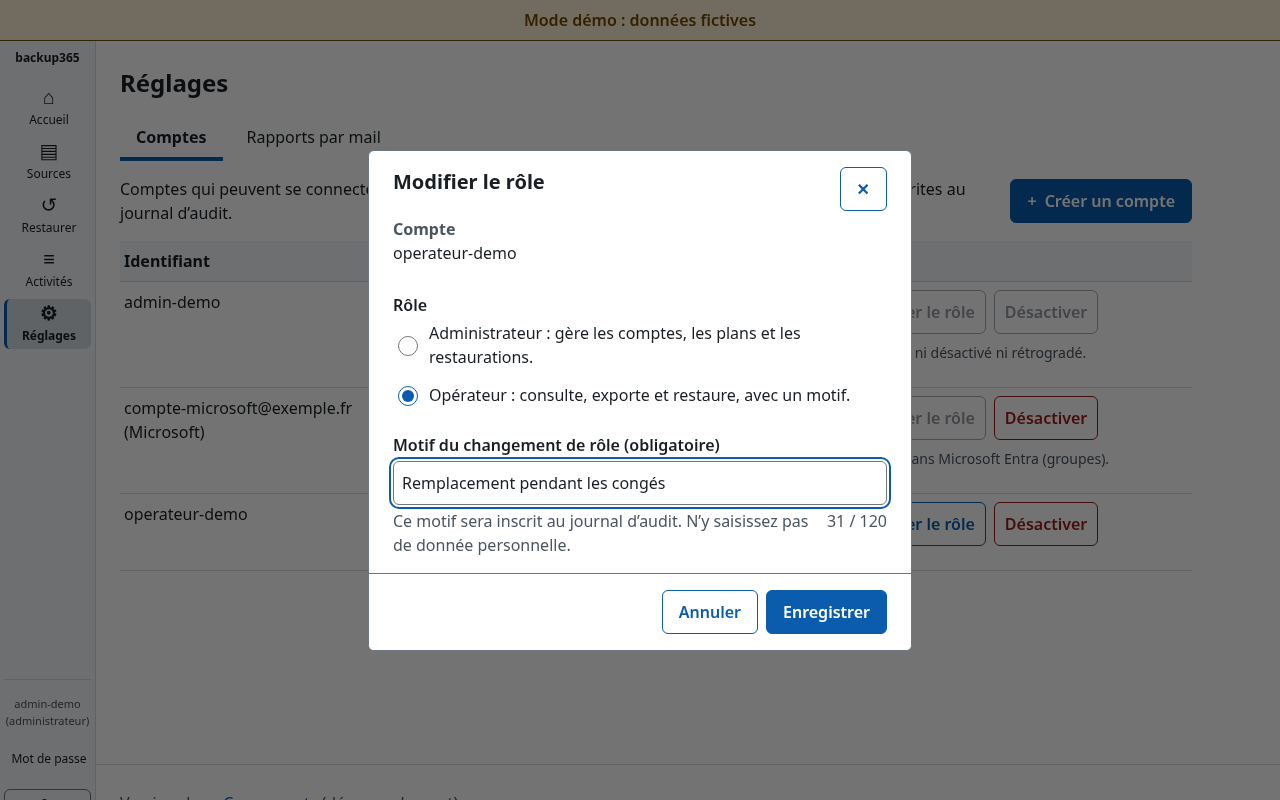 Mode démo : données fictives
backup365
Accueil
Sources
Restaurer
Activités
Réglages
admin-demo
(administrateur)
Mot de passe
Réglages
Comptes
Rapports par mail
Comptes qui peuvent se connecte
rites au
journal d’audit.
+ Créer un compte
Identifiant
admin-demo
er le rôle
Désactiver
ni désactivé ni rétrogradé.
compte-microsoft@exemple.fr
(Microsoft)
er le rôle
Désactiver
ans Microsoft Entra (groupes).
operateur-demo
er le rôle
Désactiver
Modifier le rôle
×
Compte
operateur-demo
Rôle
Administrateur : gère les comptes, les plans et les
restaurations.
Opérateur : consulte, exporte et restaure, avec un motif.
Motif du changement de rôle (obligatoire)
Remplacement pendant les congés
Ce motif sera inscrit au journal d’audit. N’y saisissez pas
31 / 120
de donnée personnelle.
Annuler
Enregistrer